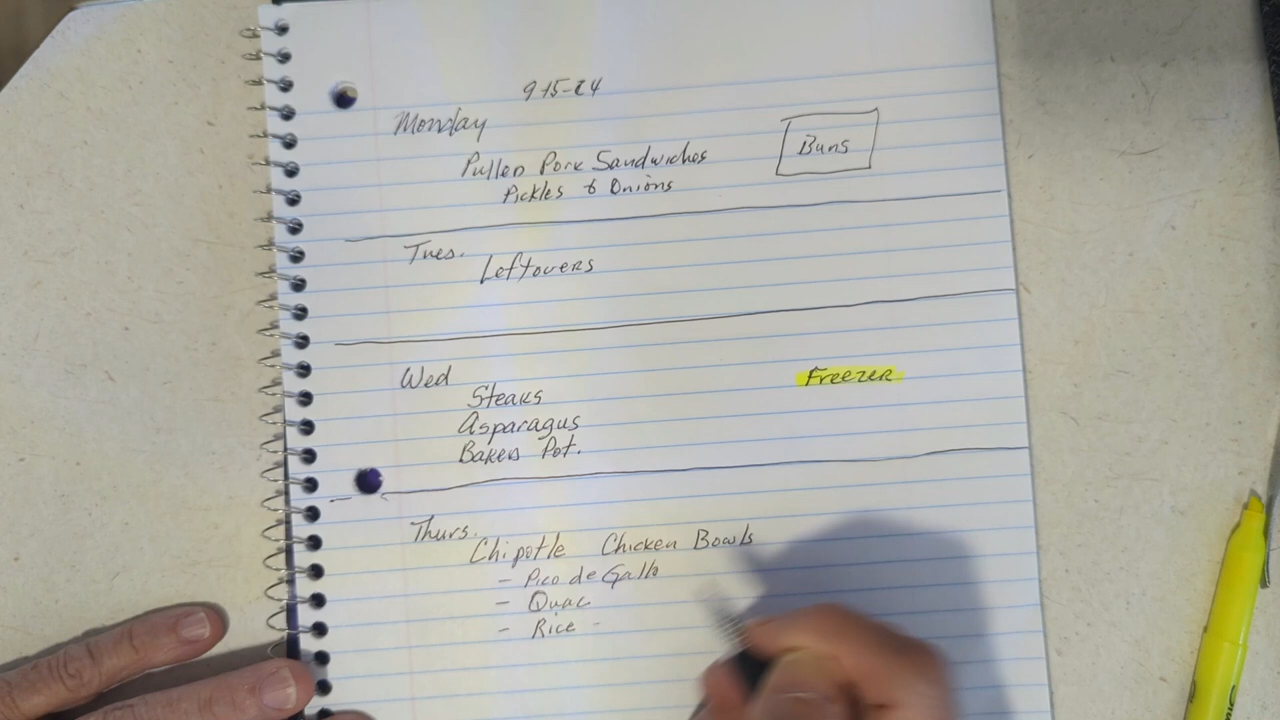 9-15-24
Monday
Buns
Pulled Pork Sandwiches
Pickles & Onions
Tues.
Leftovers
Wed
Freezer
Steaks
Asparagus
Baked Pot.
Thurs.
Chipotle Chicken Bowls
- Pico de Gallo
- Guac
- Rice -